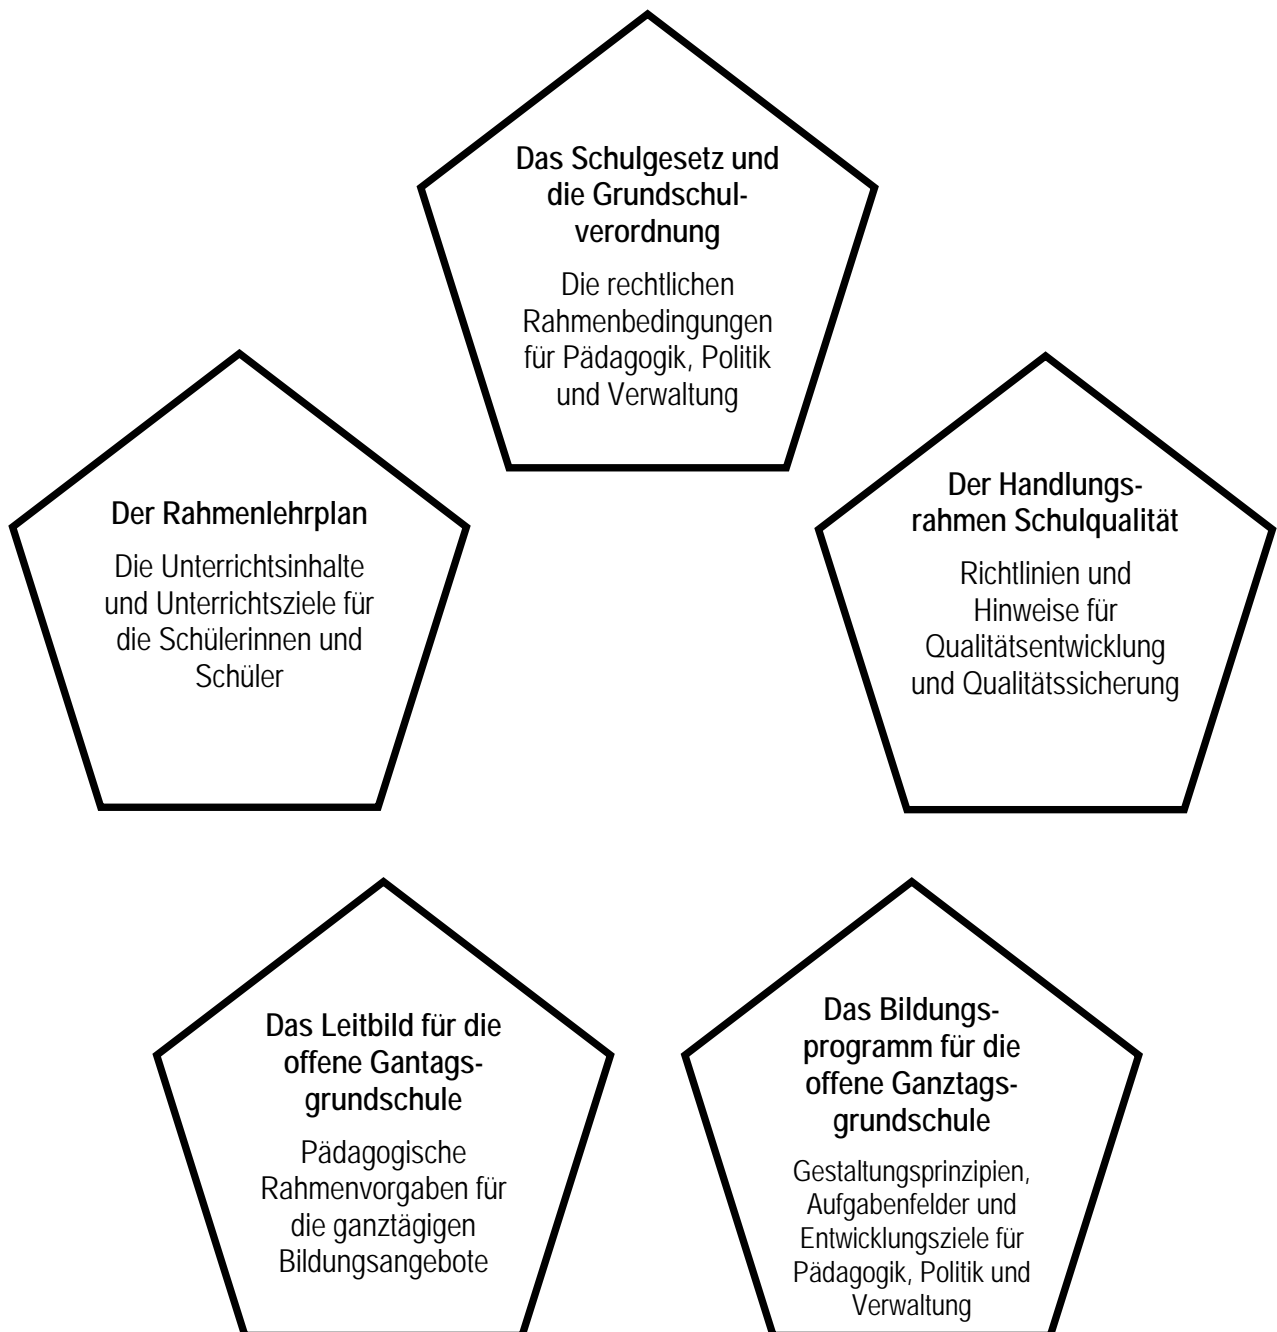 Das Schulgesetz und
die Grundschul-
verordnung
Die rechtlichen
Rahmenbedingungen
für Pädagogik, Politik
und Verwaltung
Der Rahmenlehrplan
Die Unterrichtsinhalte
und Unterrichtsziele für
die Schülerinnen und
Schüler
Der Handlungs-
rahmen Schulqualität
Richtlinien und
Hinweise für
Qualitätsentwicklung
und Qualitätssicherung
Das Leitbild für die
offene Gantags-
grundschule
Pädagogische
Rahmenvorgaben für
die ganztägigen
Bildungsangebote
Das Bildungs-
programm für die
offene Ganztags-
grundschule
Gestaltungsprinzipien,
Aufgabenfelder und
Entwicklungsziele für
Pädagogik, Politik und
Verwaltung